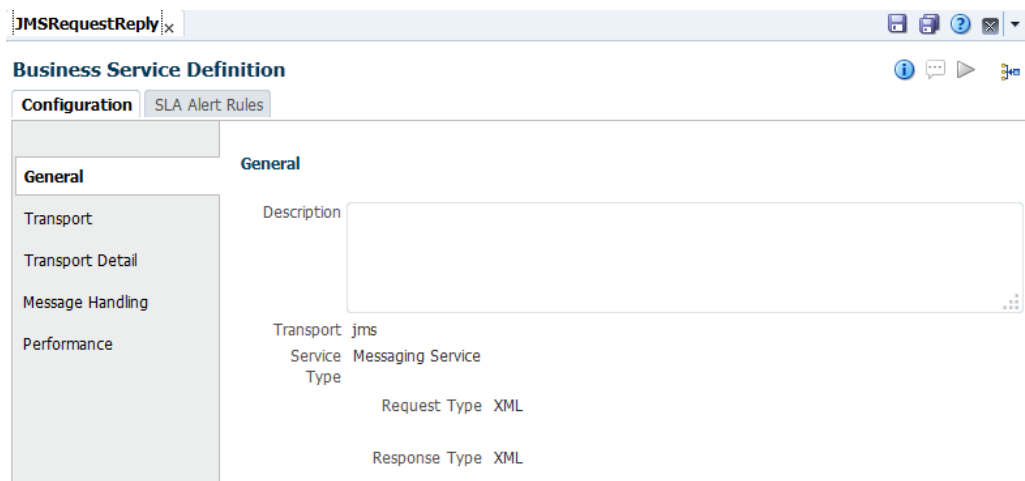 JMSRequestReply
Business Service Definition
Configuration SLA Alert Rules
General
General
Description
Transport
Transport Detail
Message Handling
Performance
Transport jms
Service Type Messaging Service
Request Type XML
Response Type XML